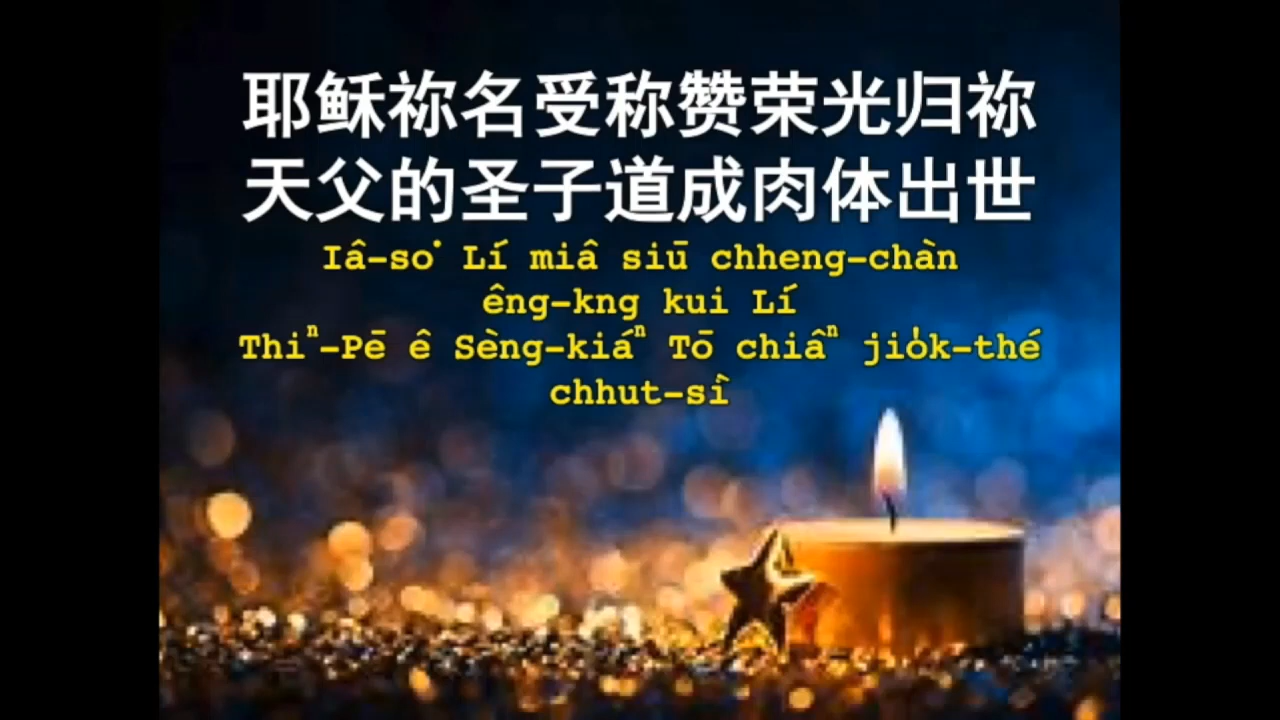 耶稣祢名受称赞荣光归祢
天父的圣子道成肉体出世
Iâ-so͘ Lí miâ siū chheng-chàn
êng-kng kui Lí
Thiⁿ-Pē ê Sèng-kiáⁿ Tō chiâⁿ jio̍k-thé
chhut-sì